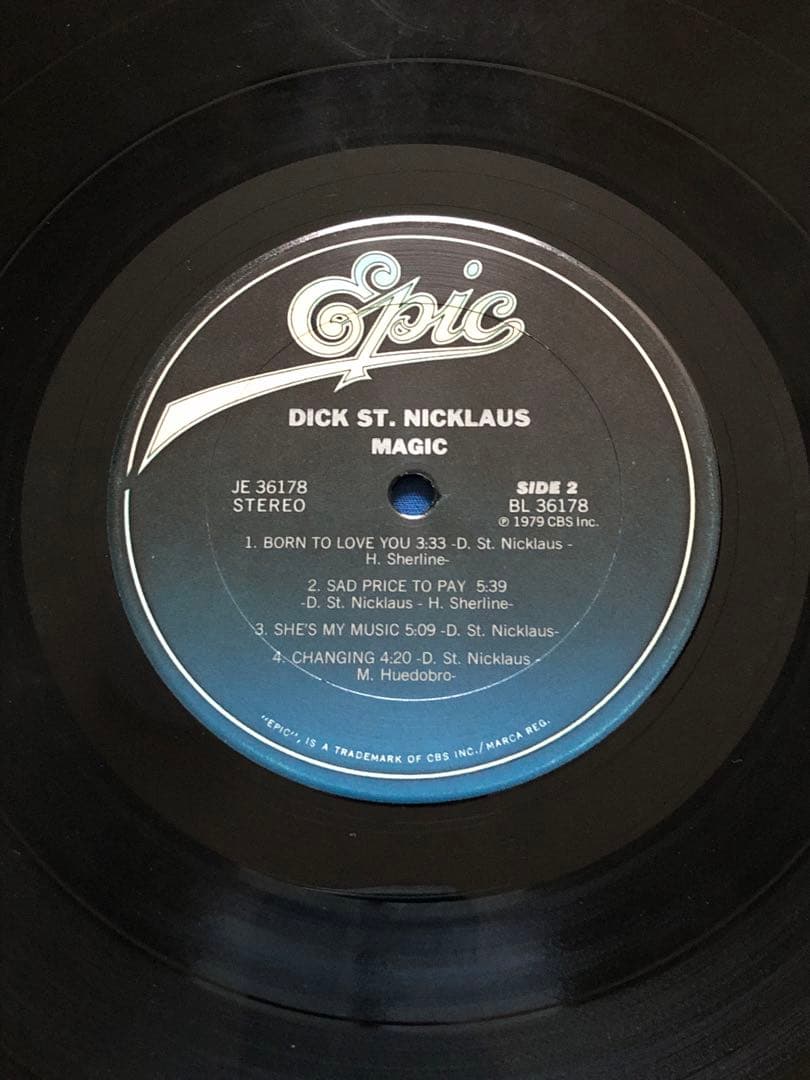 Epic
DICK ST. NICKLAUS
MAGIC
JE 36178
STEREO
SIDE 2
BL 36178
℗ 1979 CBS Inc.
1. BORN TO LOVE YOU 3:33 -D. St. Nicklaus -
H. Sherline-
2. SAD PRICE TO PAY 5:39
-D. St. Nicklaus - H. Sherline-
3. SHE'S MY MUSIC 5:09 -D. St. Nicklaus-
4. CHANGING 4:20 -D. St. Nicklaus -
M. Huedobro-
"EPIC", IS A TRADEMARK OF CBS INC./MARCA REG.